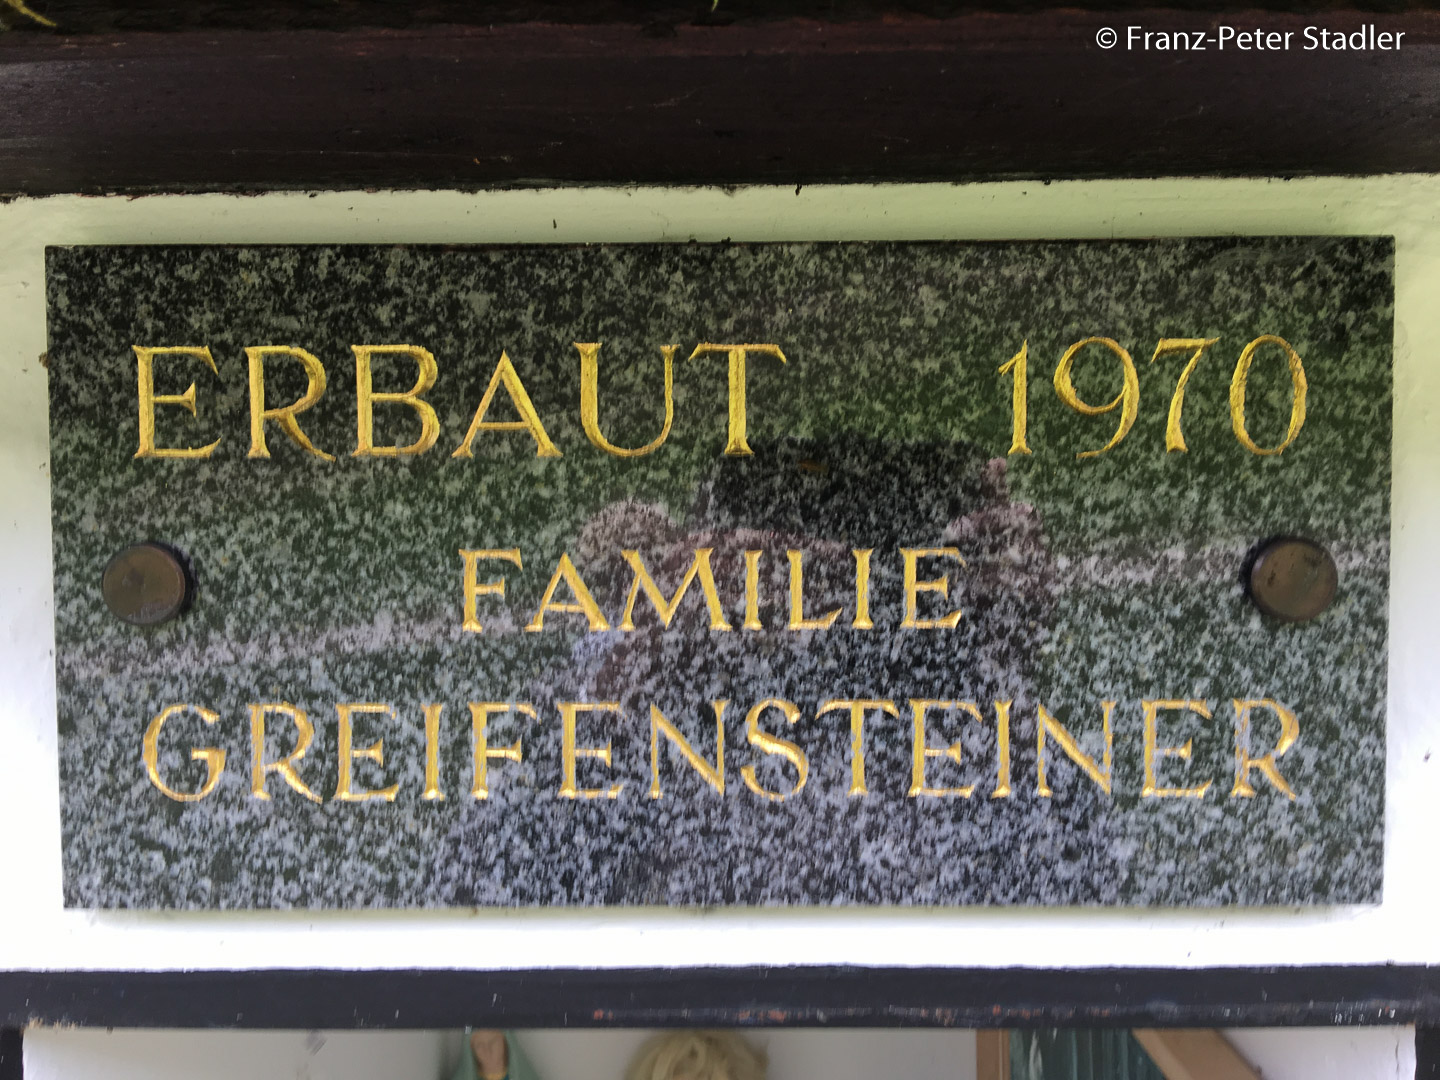 © Franz-Peter Stadler
ERBAUT 1970
FAMILIE
GREIFENSTEINER